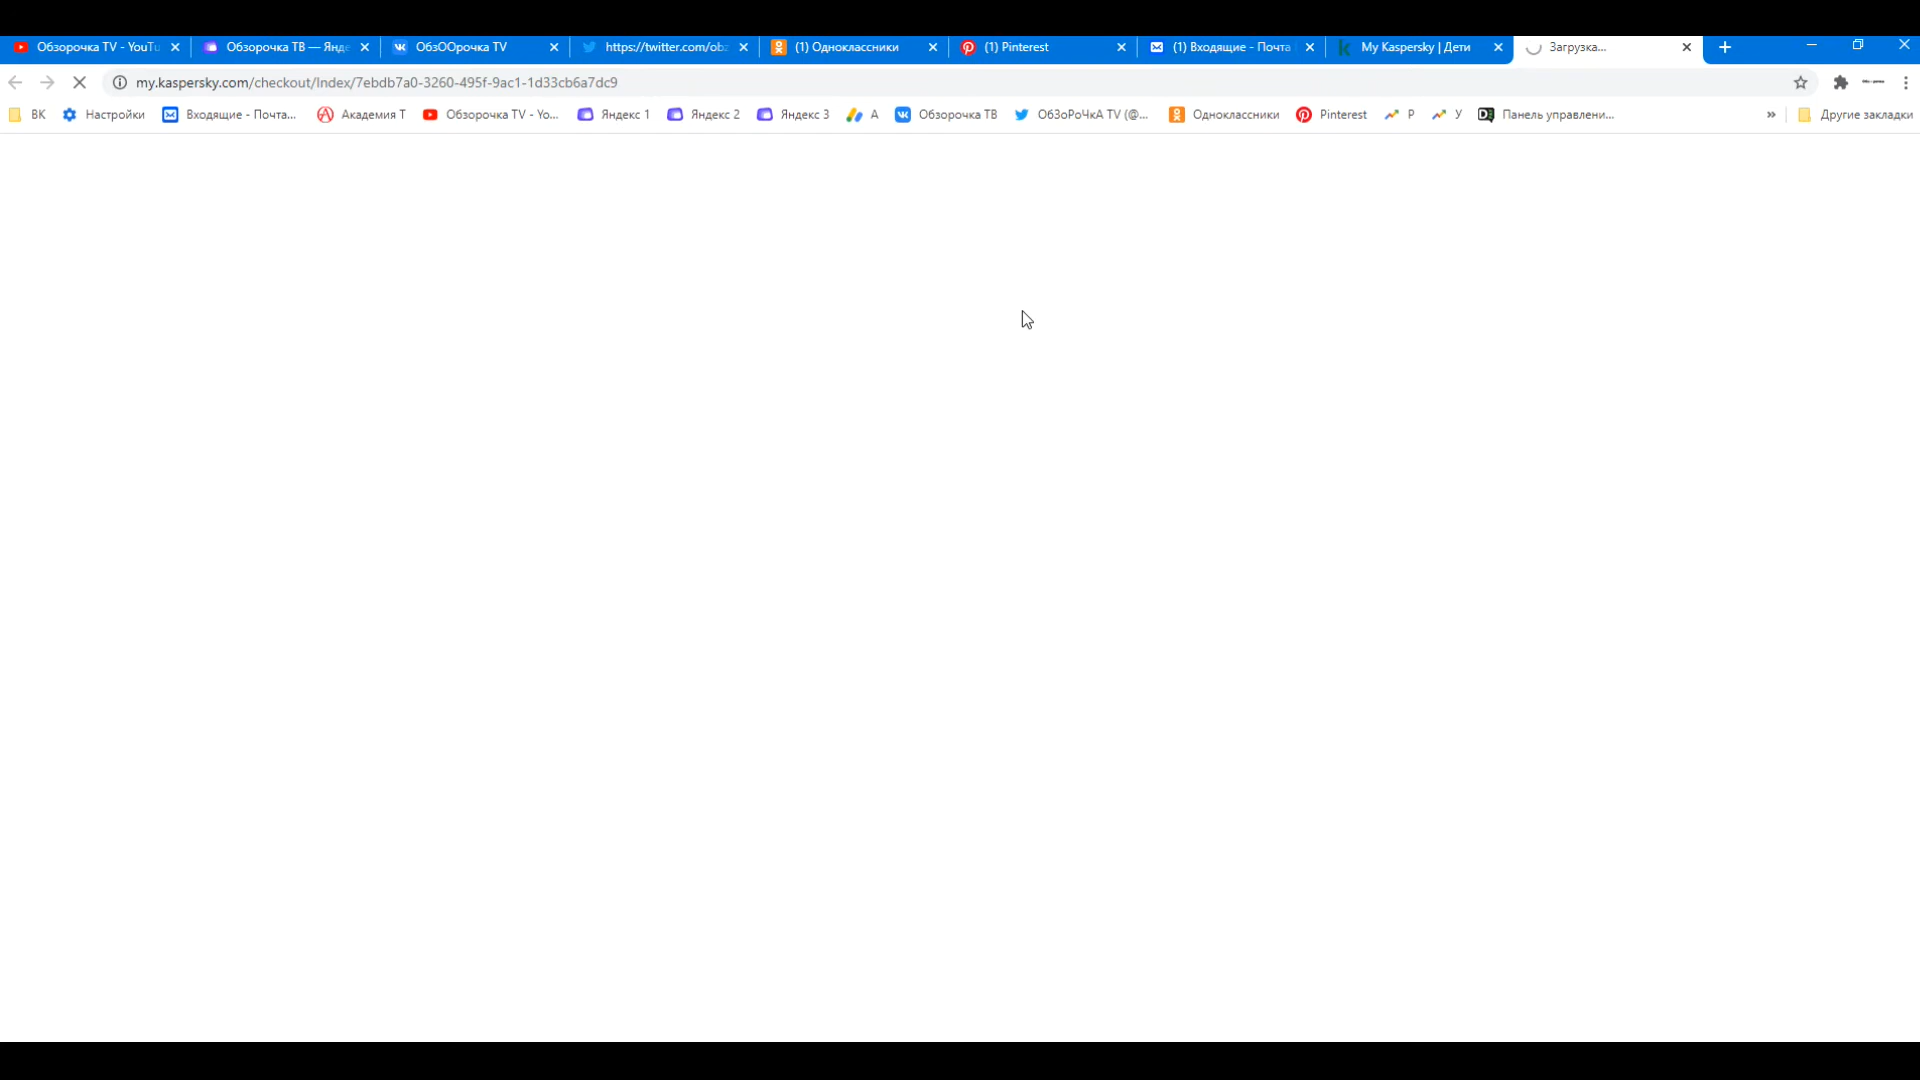 Обзорочка TV - YouTu
Обзорочка ТВ — Янде
ОбзООрочка TV
https://twitter.com/obz
(1) Одноклассники
(1) Pinterest
(1) Входящие - Почта
My Kaspersky | Дети
Загрузка...
my.kaspersky.com/checkout/Index/7ebdb7a0-3260-495f-9ac1-1d33cb6a7dc9
ВК
Настройки
Входящие - Почта...
Академия Т
Обзорочка TV - Yo...
Яндекс 1
Яндекс 2
Яндекс 3
А
Обзорочка ТВ
ОбЗоРоЧкА TV (@...
Одноклассники
Pinterest
Р
У
Панель управлени...
»
Другие закладки